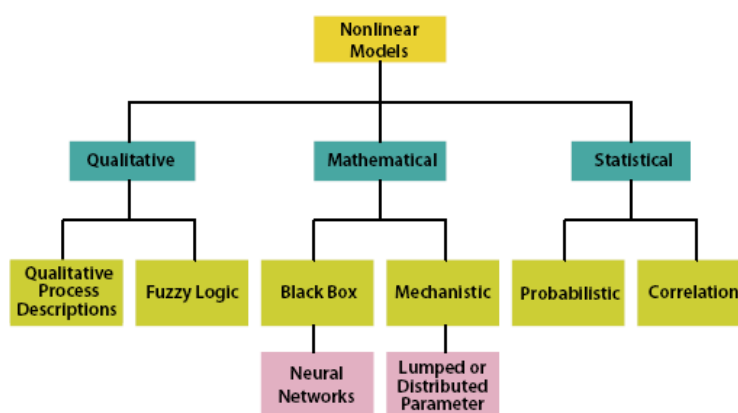 Nonlinear
Models
Qualitative
Mathematical
Statistical
Qualitative
Process
Descriptions
Fuzzy Logic
Black Box
Mechanistic
Probabilistic
Correlation
Neural
Networks
Lumped or
Distributed
Parameter